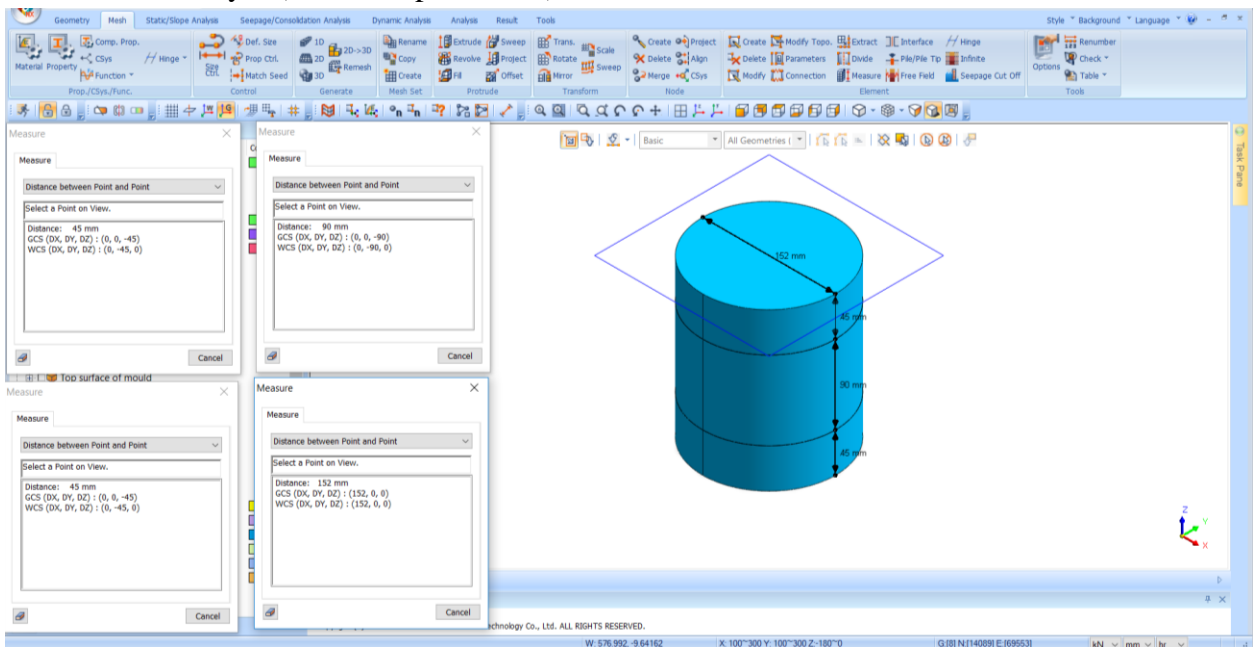 Geometry Mesh Static/Slope Analysis Seepage/Consolidation Analysis Dynamic Analysis Analysis Result Tools Style Background Language
Comp. Prop. Def. Size 1D 2D->3D Rename Extrude Sweep Trans. Scale Create Project Create Modify Topo. Extract Interface Hinge Renumber
CSys Hinge Prop Ctrl. 2D Remesh Copy Revolve Project Rotate Sweep Delete Align Delete Parameters Divide Pile/Pile Tip Infinite Check
Material Property Function Size Ctrl. Match Seed 3D Create Fill Offset Mirror Merge CSys Modify Connection Measure Free Field Seepage Cut Off Options Table
Prop./CSys./Func. Control Generate Mesh Set Protrude Transform Node Element Tools
Basic All Geometries (
Task Pane
Measure
Measure
Distance between Point and Point
Select a Point on View.
Distance: 45 mm
GCS (DX, DY, DZ) : (0, 0, -45)
WCS (DX, DY, DZ) : (0, -45, 0)
Cancel
Measure
Measure
Distance between Point and Point
Select a Point on View.
Distance: 90 mm
GCS (DX, DY, DZ) : (0, 0, -90)
WCS (DX, DY, DZ) : (0, -90, 0)
Cancel
Top surface of mould
Measure
Measure
Distance between Point and Point
Select a Point on View.
Distance: 45 mm
GCS (DX, DY, DZ) : (0, 0, -45)
WCS (DX, DY, DZ) : (0, -45, 0)
Cancel
Measure
Measure
Distance between Point and Point
Select a Point on View.
Distance: 152 mm
GCS (DX, DY, DZ) : (152, 0, 0)
WCS (DX, DY, DZ) : (152, 0, 0)
Cancel
152 mm
45 mm
90 mm
45 mm
Z
Y
X
Co., Ltd. ALL RIGHTS RESERVED.
W: 576.992, -9.64162 X: 100~300 Y: 100~300 Z:-180~0 G:[8] N:[14089] E:[69553] kN mm hr